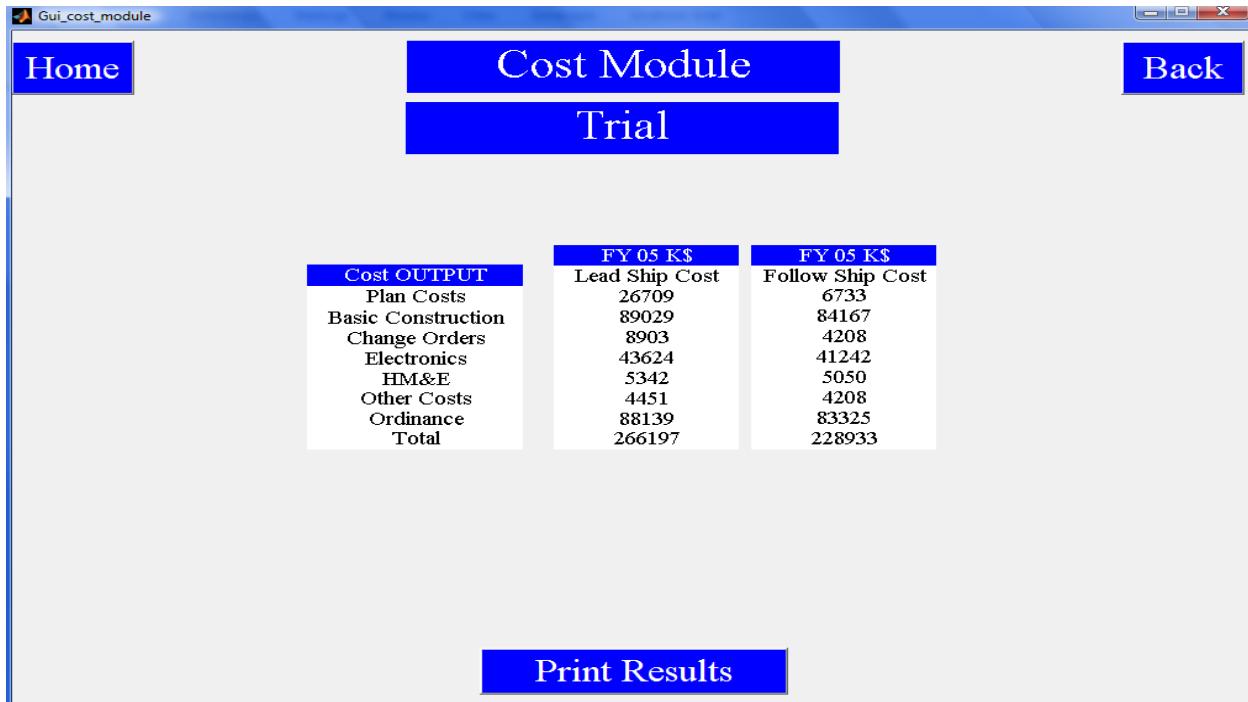 Gui_cost_module
Home
Cost Module
Back
Trial
FY 05 K$ FY 05 K$
Cost OUTPUT Lead Ship Cost Follow Ship Cost
Plan Costs 26709 6733
Basic Construction 89029 84167
Change Orders 8903 4208
Electronics 43624 41242
HM&E 5342 5050
Other Costs 4451 4208
Ordinance 88139 83325
Total 266197 228933
Print Results